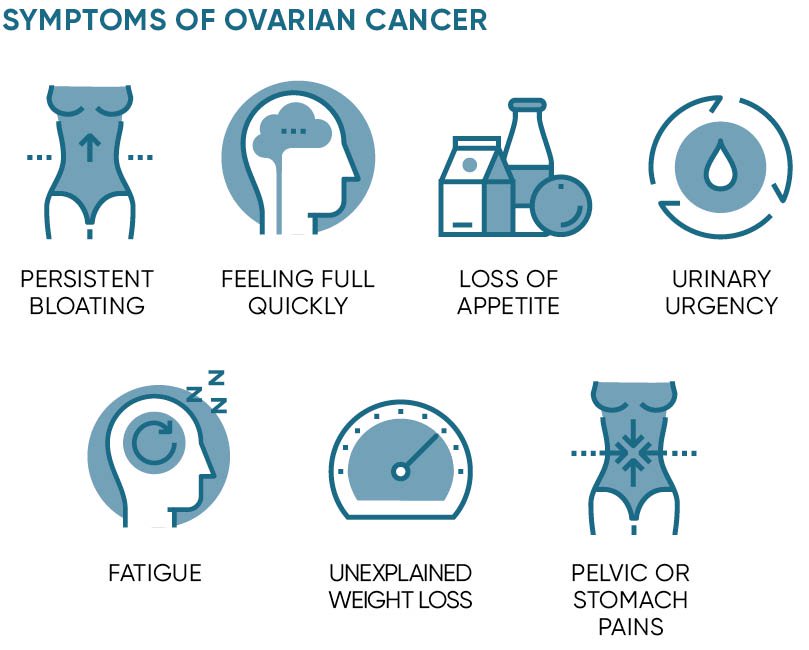 SYMPTOMS OF OVARIAN CANCER
PERSISTENT
BLOATING
FEELING FULL
QUICKLY
LOSS OF
APPETITE
URINARY
URGENCY
Z
Z
Z
FATIGUE
UNEXPLAINED
WEIGHT LOSS
PELVIC OR
STOMACH
PAINS